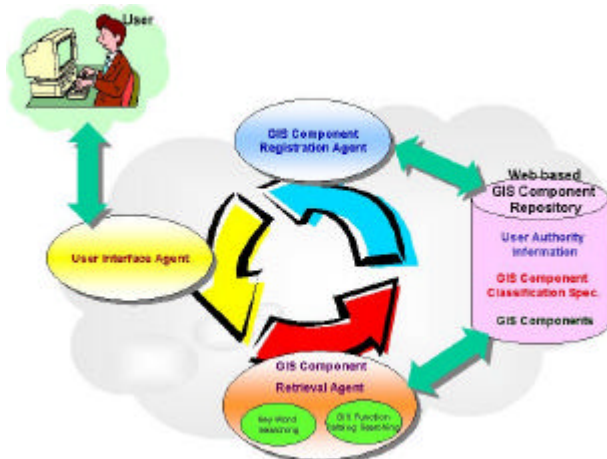 User
GIS Component
Registration Agent
Web-based
GIS Component
Repository
User Interface Agent
User Authority
Information
GIS Component
Classification Spec.
GIS Components
GIS Component
Retrieval Agent
Key Word
Searching
GIS Function
Catalog Searching